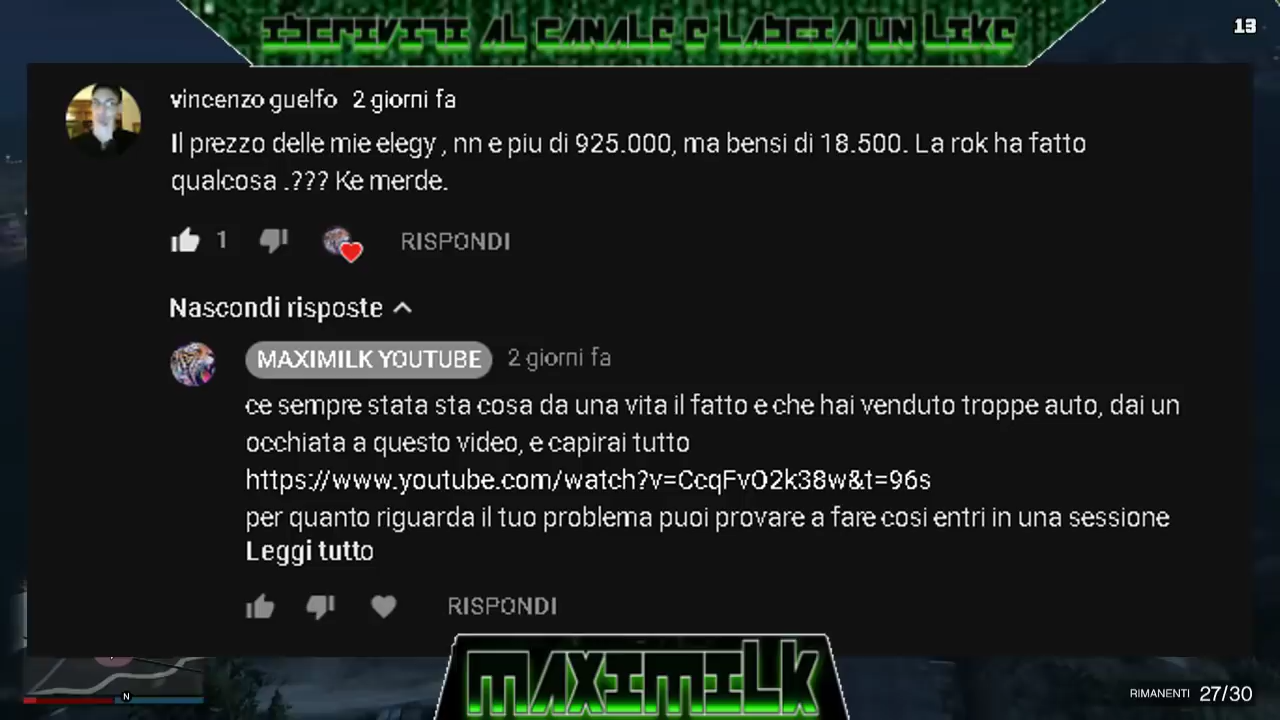 ISCRIVITI AL CANALE E LASCIA UN LIKE
13
vincenzo guelfo 2 giorni fa
Il prezzo delle mie elegy , nn e piu di 925.000, ma bensi di 18.500. La rok ha fatto
qualcosa .??? Ke merde.
1 RISPONDI
Nascondi risposte
MAXIMILK YOUTUBE 2 giorni fa
ce sempre stata sta cosa da una vita il fatto e che hai venduto troppe auto, dai un
occhiata a questo video, e capirai tutto
https://www.youtube.com/watch?v=CcqFvO2k38w&t=96s
per quanto riguarda il tuo problema puoi provare a fare cosi entri in una sessione
Leggi tutto
RISPONDI
MAXIMILK
N
RIMANENTI 27/30